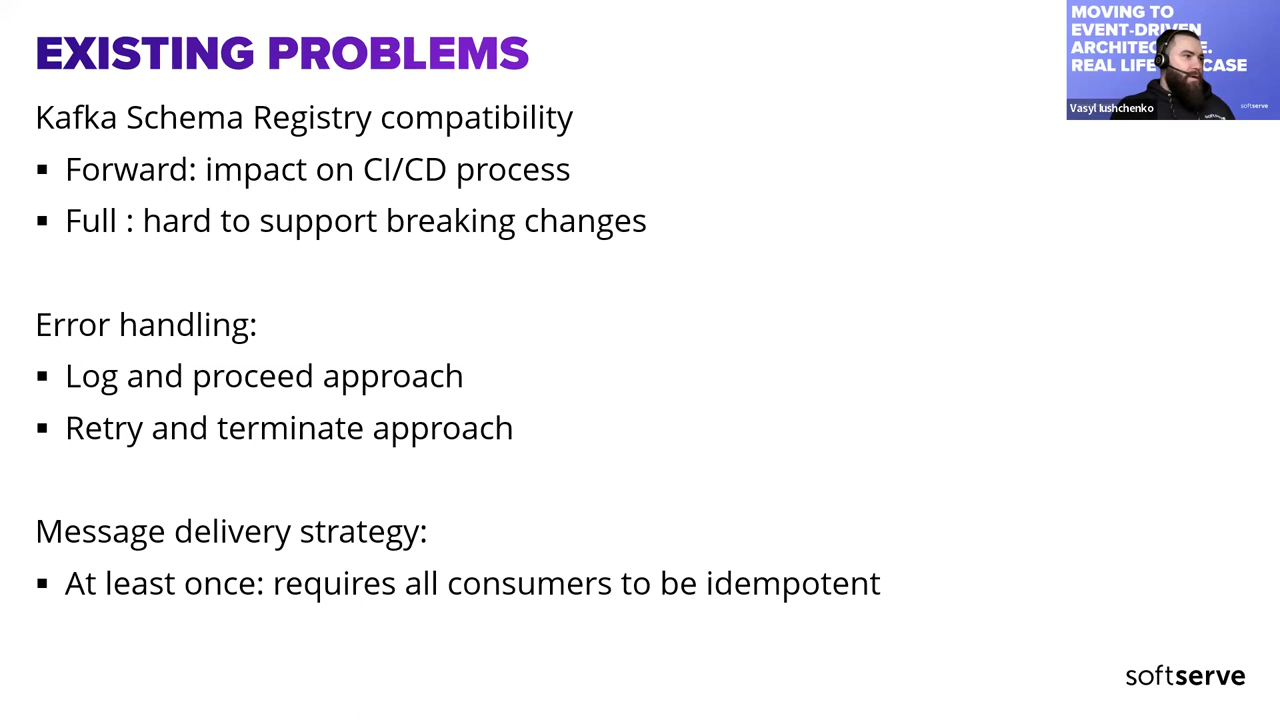 EXISTING PROBLEMS
Kafka Schema Registry compatibility
▪ Forward: impact on CI/CD process
▪ Full : hard to support breaking changes
Error handling:
▪ Log and proceed approach
▪ Retry and terminate approach
Message delivery strategy:
▪ At least once: requires all consumers to be idempotent
softserve
MOVING TO
EVENT-DRIVEN
REAL LIFE CASE
Vasyl Iushchenko
softserve